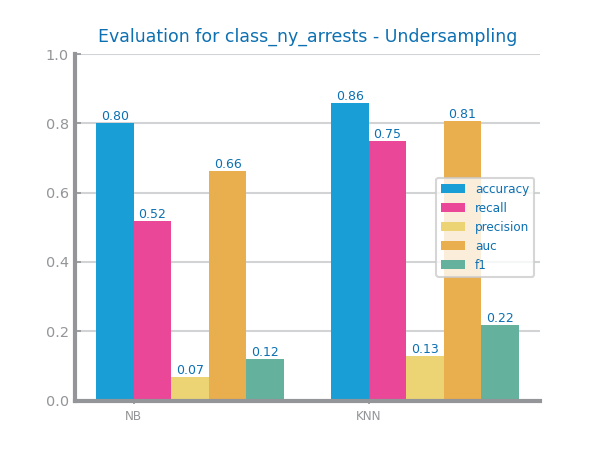 Evaluation for class_ny_arrests - Undersampling
1.0
0.8
0.6
0.4
0.2
0.0
0.80
0.52
0.07
0.66
0.12
0.86
0.75
0.13
0.81
0.22
accuracy
recall
precision
auc
f1
NB
KNN